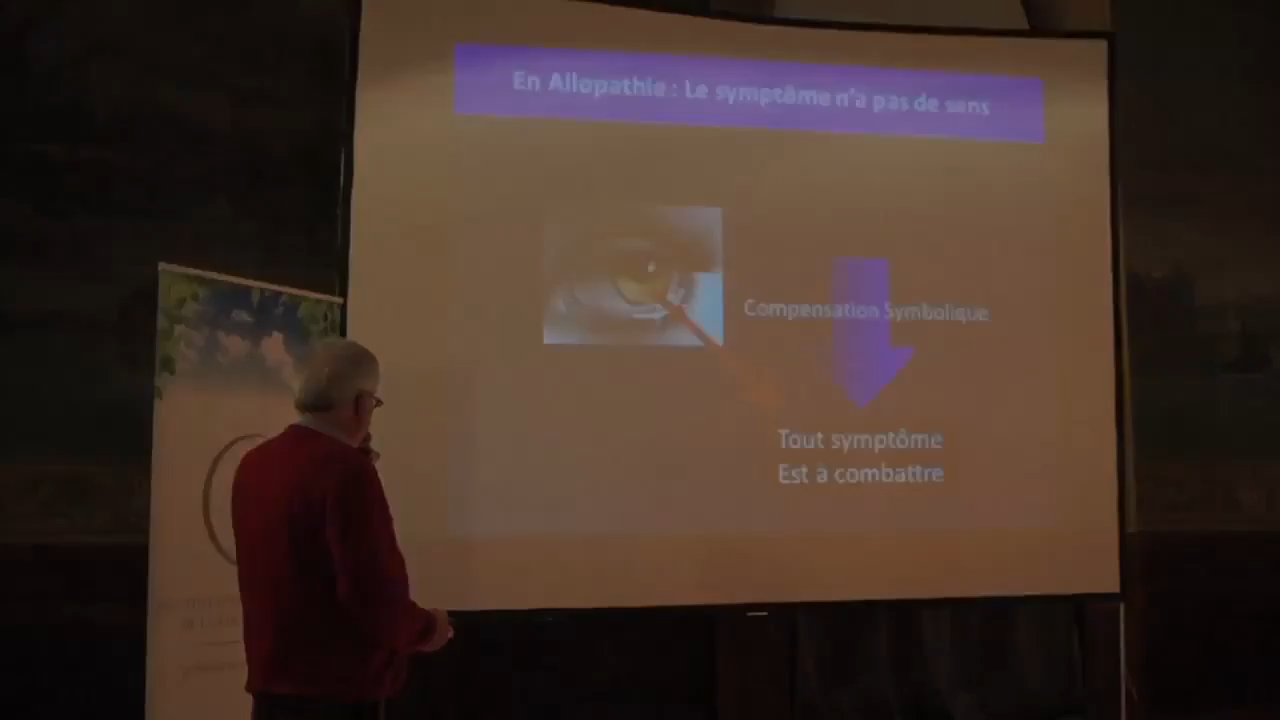 En Allopathie : Le symptôme n'a pas de sens
Compensation Symbolique
Tout symptôme
Est à combattre